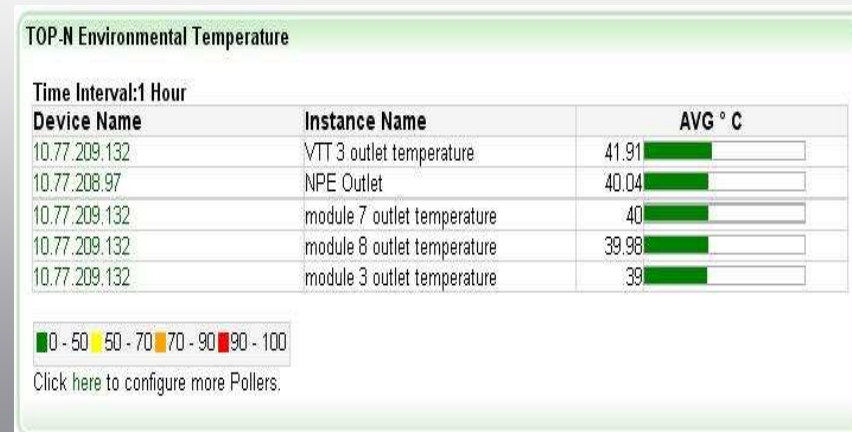 TOP-N Environmental Temperature
Time Interval:1 Hour
Device Name Instance Name AVG ° C
10.77.209.132 VTT 3 outlet temperature 41.91
10.77.208.97 NPE Outlet 40.04
10.77.209.132 module 7 outlet temperature 40
10.77.209.132 module 8 outlet temperature 39.98
10.77.209.132 module 3 outlet temperature 39
0 - 50 50 - 70 70 - 90 90 - 100
Click here to configure more Pollers.